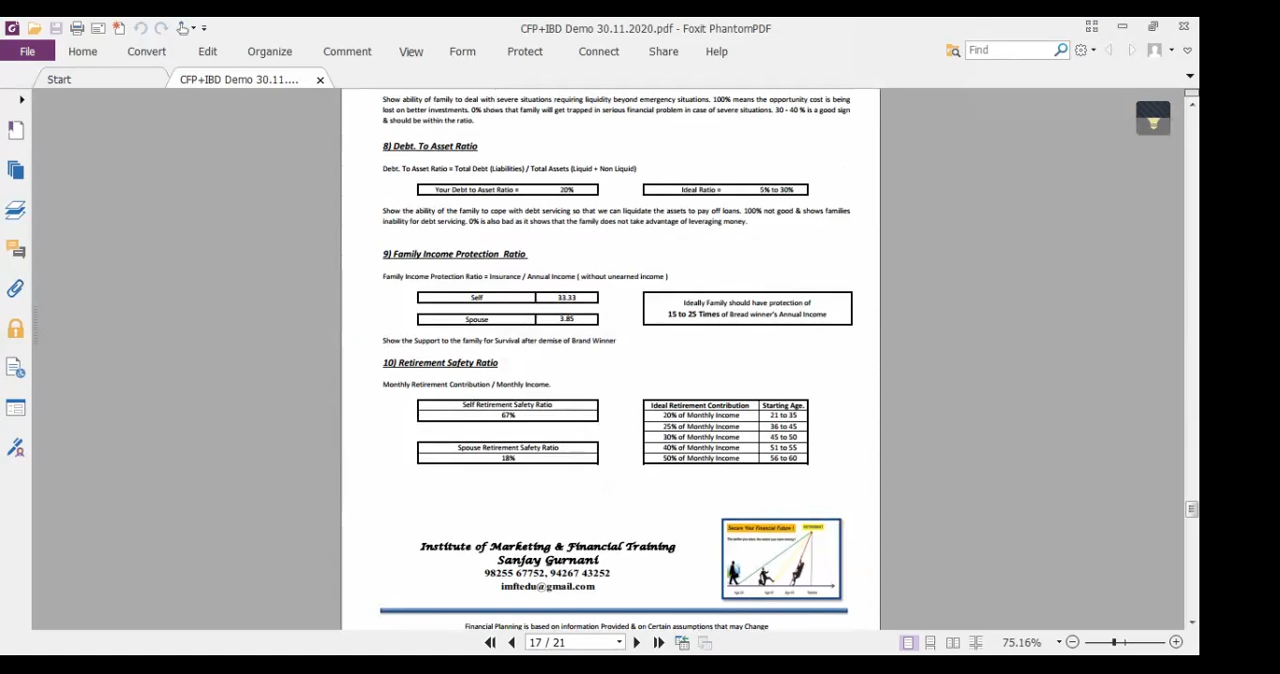 CFP+IBD Demo 30.11.2020.pdf - Foxit PhantomPDF
File Home Convert Edit Organize Comment View Form Protect Connect Share Help Find
Start CFP+IBD Demo 30.11....
Show ability of family to deal with severe situations requiring liquidity beyond emergency situations. 100% means the opportunity cost is being
lost on better investments. 0% shows that family will get trapped in serious financial problem in case of severe situations. 30 - 40 % is a good sign
& should be within the ratio.
8) Debt. To Asset Ratio
Debt. To Asset Ratio = Total Debt (Liabilities) / Total Assets (Liquid + Non Liquid)
Your Debt to Asset Ratio = 20% Ideal Ratio = 5% to 30%
Show the ability of the family to cope with debt servicing so that we can liquidate the assets to pay off loans. 100% not good & shows families
inability for debt servicing. 0% is also bad as it shows that the family does not take advantage of leveraging money.
9) Family Income Protection Ratio
Family Income Protection Ratio = Insurance / Annual Income ( without unearned income )
Self 33.33
Spouse 3.85
Ideally Family should have protection of
15 to 25 Times of Bread winner's Annual Income
Show the Support to the family for Survival after demise of Brand Winner
10) Retirement Safety Ratio
Monthly Retirement Contribution / Monthly Income.
Self Retirement Safety Ratio
67%
Spouse Retirement Safety Ratio
18%
Ideal Retirement Contribution Starting Age.
20% of Monthly Income 21 to 35
25% of Monthly Income 36 to 45
30% of Monthly Income 45 to 50
40% of Monthly Income 51 to 55
50% of Monthly Income 56 to 60
Institute of Marketing & Financial Training
Sanjay Gurnani
98255 67752, 94267 43252
imftedu@gmail.com
Secure Your Financial Future !
Financial Planning is based on information Provided & on Certain assumptions that may Change
17 / 21 75.16%